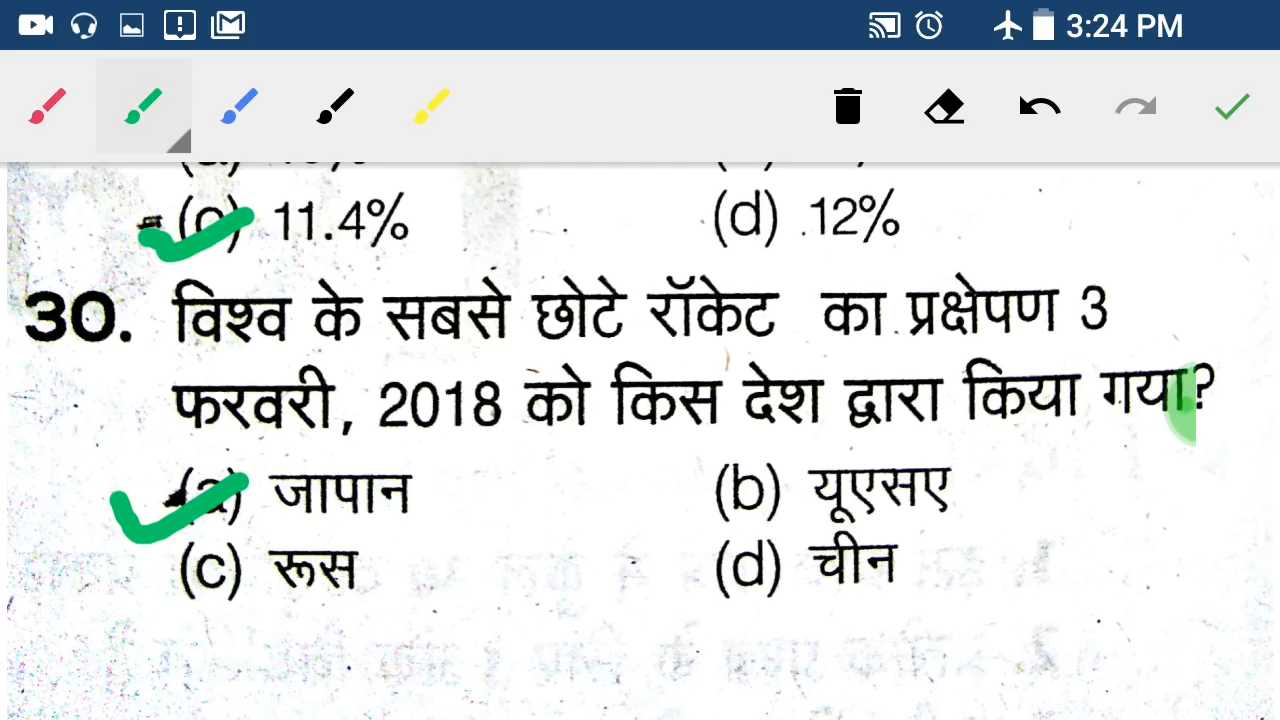 3:24 PM
(c) 11.4% (d) 12%
30. विश्व के सबसे छोटे रॉकेट का प्रक्षेपण 3
फरवरी, 2018 को किस देश द्वारा किया गया?
(a) जापान (b) यूएसए
(c) रूस (d) चीन